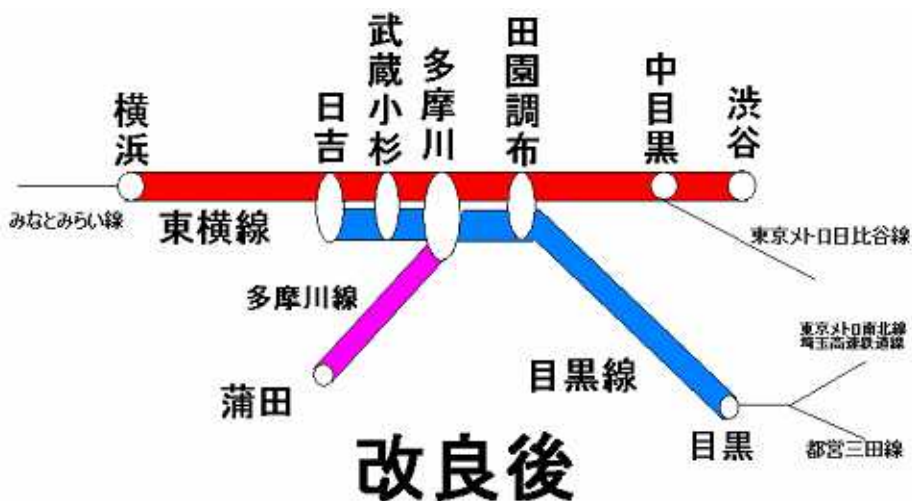 横浜
日吉
武蔵小杉
多摩川
田園調布
中目黒
渋谷
みなとみらい線
東横線
東京メトロ日比谷線
多摩川線
東京メトロ南北線
埼玉高速鉄道線
蒲田
目黒線
目黒
都営三田線
改良後